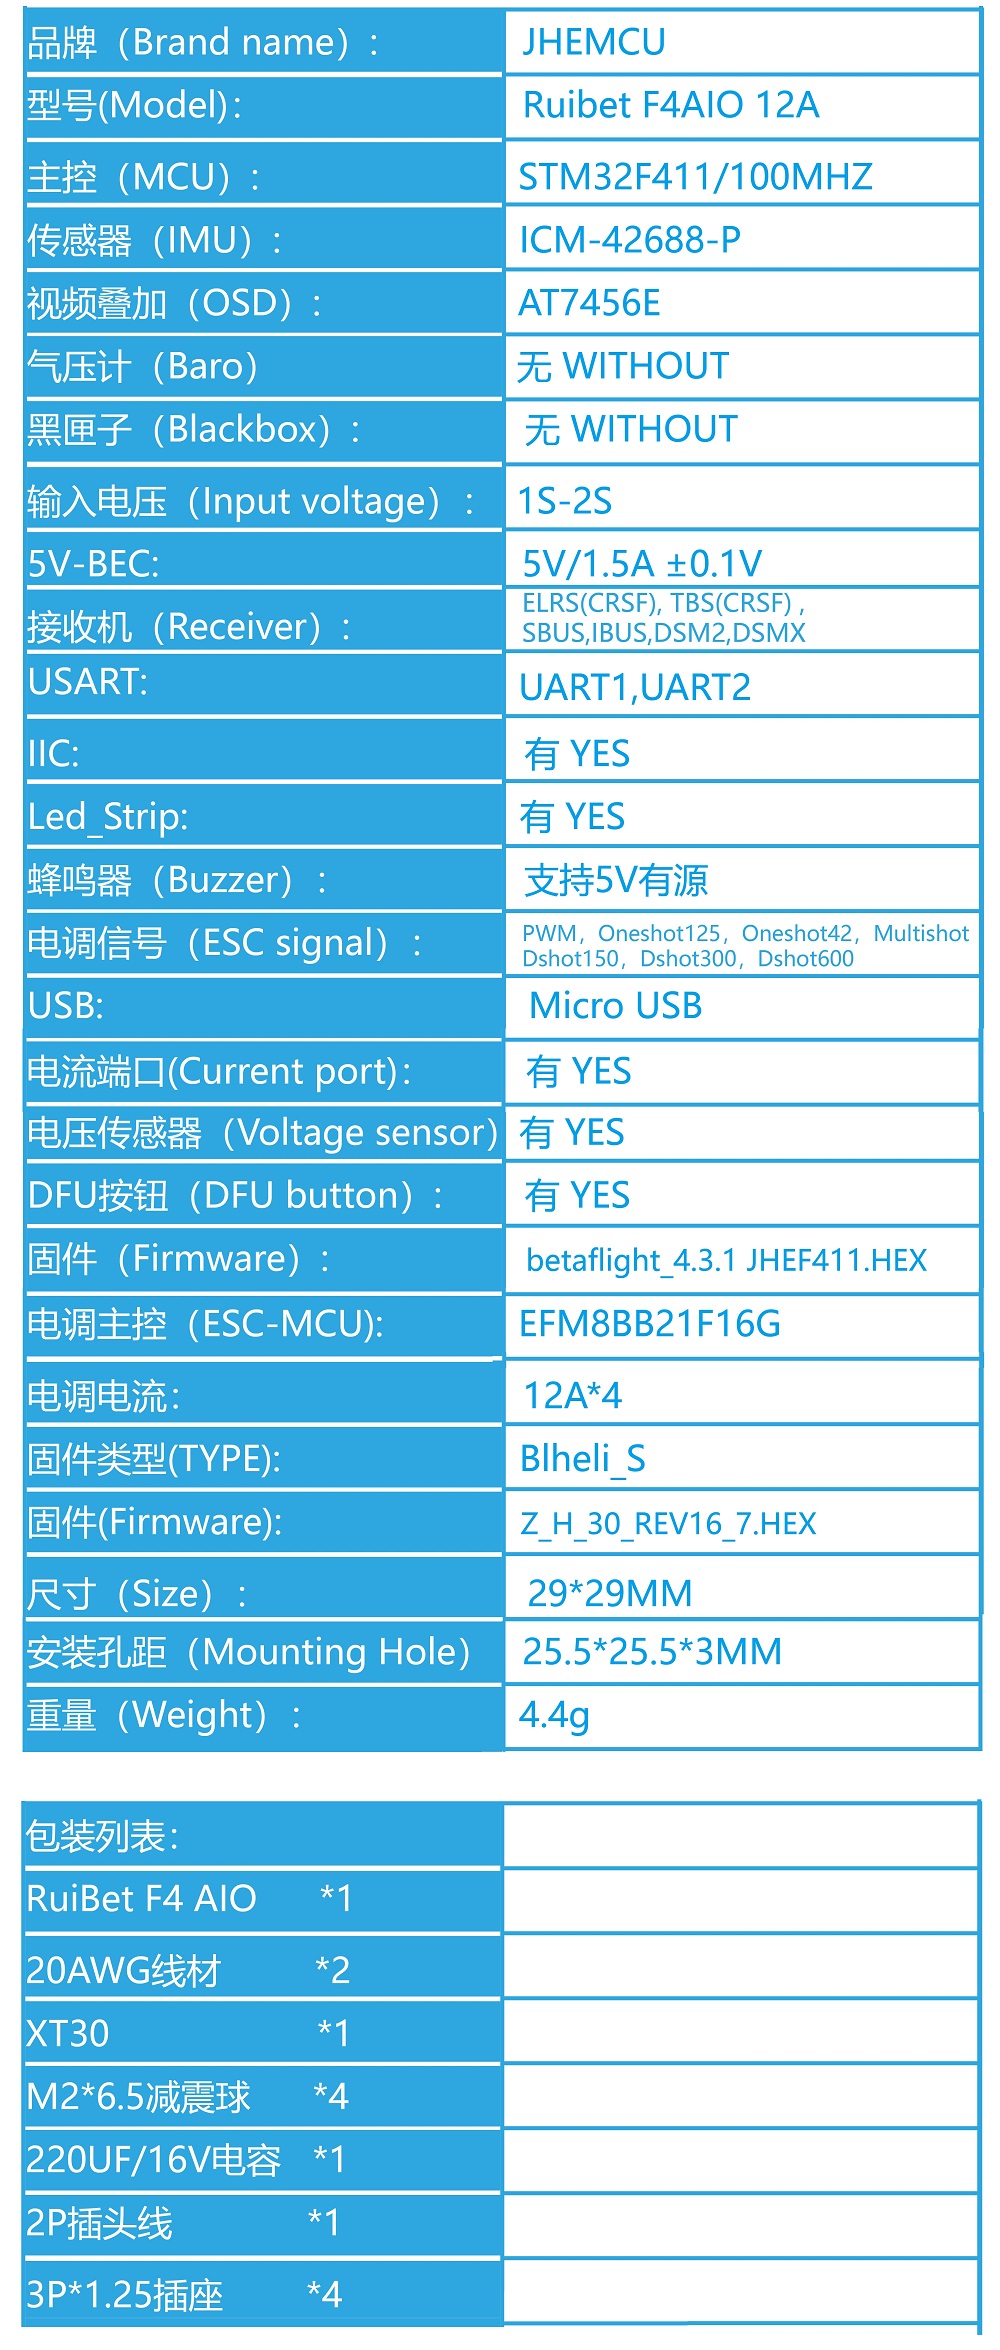 品牌（Brand name）:
JHEMCU
型号(Model):
Ruibet F4AIO 12A
主控（MCU）:
STM32F411/100MHZ
传感器（IMU）:
ICM-42688-P
视频叠加（OSD）:
AT7456E
气压计（Baro）
无 WITHOUT
黑匣子（Blackbox）:
无 WITHOUT
输入电压（Input voltage）:
1S-2S
5V-BEC:
5V/1.5A ±0.1V
接收机（Receiver）:
ELRS(CRSF), TBS(CRSF) ,
SBUS,IBUS,DSM2,DSMX
USART:
UART1,UART2
IIC:
有 YES
Led_Strip:
有 YES
蜂鸣器（Buzzer）:
支持5V有源
电调信号（ESC signal）:
PWM，Oneshot125，Oneshot42，Multishot
Dshot150，Dshot300，Dshot600
USB:
Micro USB
电流端口(Current port):
有 YES
电压传感器（Voltage sensor）
有 YES
DFU按钮（DFU button）:
有 YES
固件（Firmware）:
betaflight_4.3.1 JHEF411.HEX
电调主控（ESC-MCU):
EFM8BB21F16G
电调电流:
12A*4
固件类型(TYPE):
Blheli_S
固件(Firmware):
Z_H_30_REV16_7.HEX
尺寸（Size）:
29*29MM
安装孔距（Mounting Hole）
25.5*25.5*3MM
重量（Weight）:
4.4g
包装列表:
RuiBet F4 AIO *1
20AWG线材 *2
XT30 *1
M2*6.5减震球 *4
220UF/16V电容 *1
2P插头线 *1
3P*1.25插座 *4